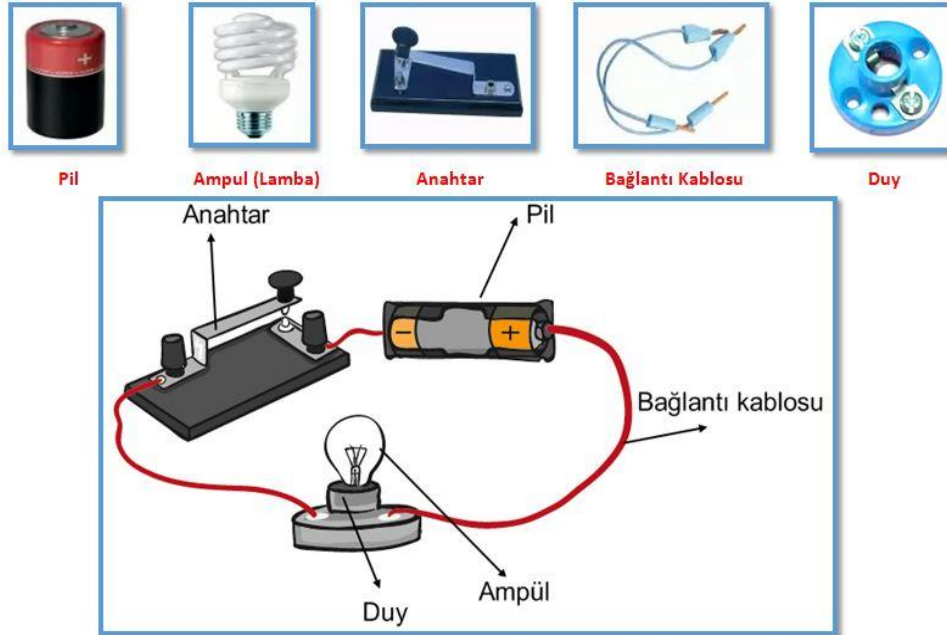 Pil
Ampul (Lamba)
Anahtar
Bağlantı Kablosu
Duy
Anahtar
Pil
Bağlantı kablosu
Ampül
Duy